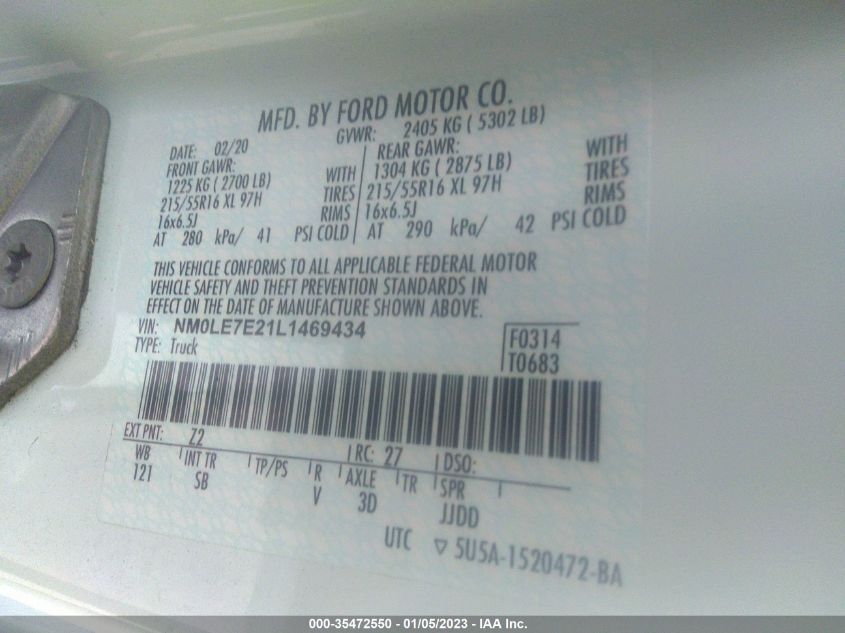 MFD. BY FORD MOTOR CO.
DATE: 02/20 GVWR: 2405 KG ( 5302 LB)
FRONT GAWR: WITH REAR GAWR: WITH
1225 KG ( 2700 LB) TIRES 1304 KG ( 2875 LB) TIRES
215/55R16 XL 97H RIMS 215/55R16 XL 97H RIMS
16x6.5J 16x6.5J
AT 280 kPa/ 41 PSI COLD AT 290 kPa/ 42 PSI COLD
THIS VEHICLE CONFORMS TO ALL APPLICABLE FEDERAL MOTOR
VEHICLE SAFETY AND THEFT PREVENTION STANDARDS IN
EFFECT ON THE DATE OF MANUFACTURE SHOWN ABOVE.
VIN: NM0LE7E21L1469434
TYPE: Truck
F0314
T0683
EXT PNT: Z2 RC: 27 DSO:
WB INT TR TP/PS R AXLE TR SPR
121 SB V 3D JJDD
UTC ▽ 5U5A-1520472-BA
000-35472550 - 01/05/2023 - IAA Inc.